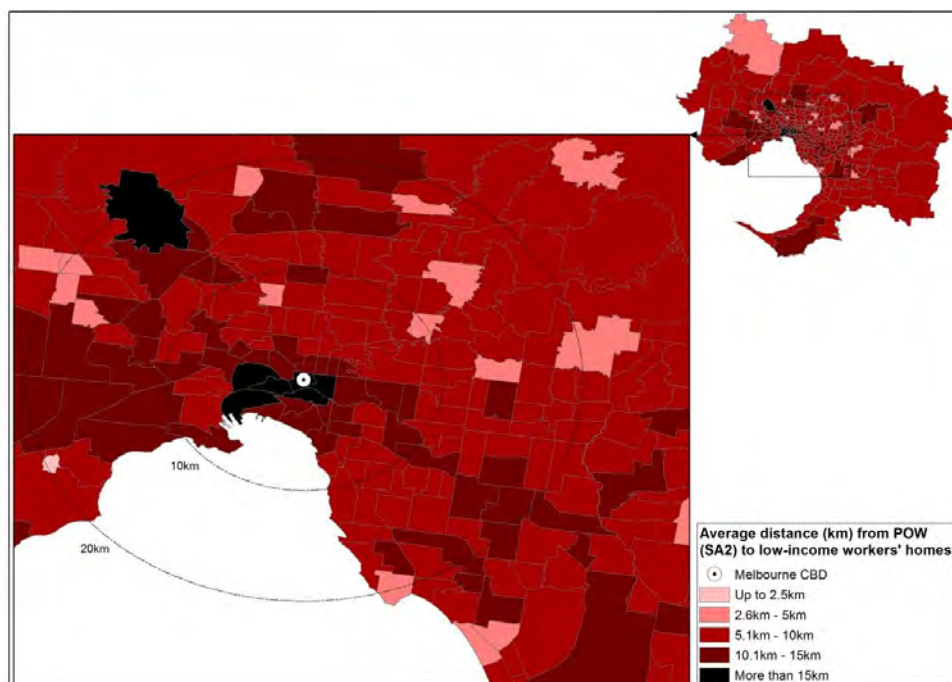 10km
20km
Average distance (km) from POW
(SA2) to low-income workers' homes
Melbourne CBD
Up to 2.5km
2.6km - 5km
5.1km - 10km
10.1km - 15km
More than 15km